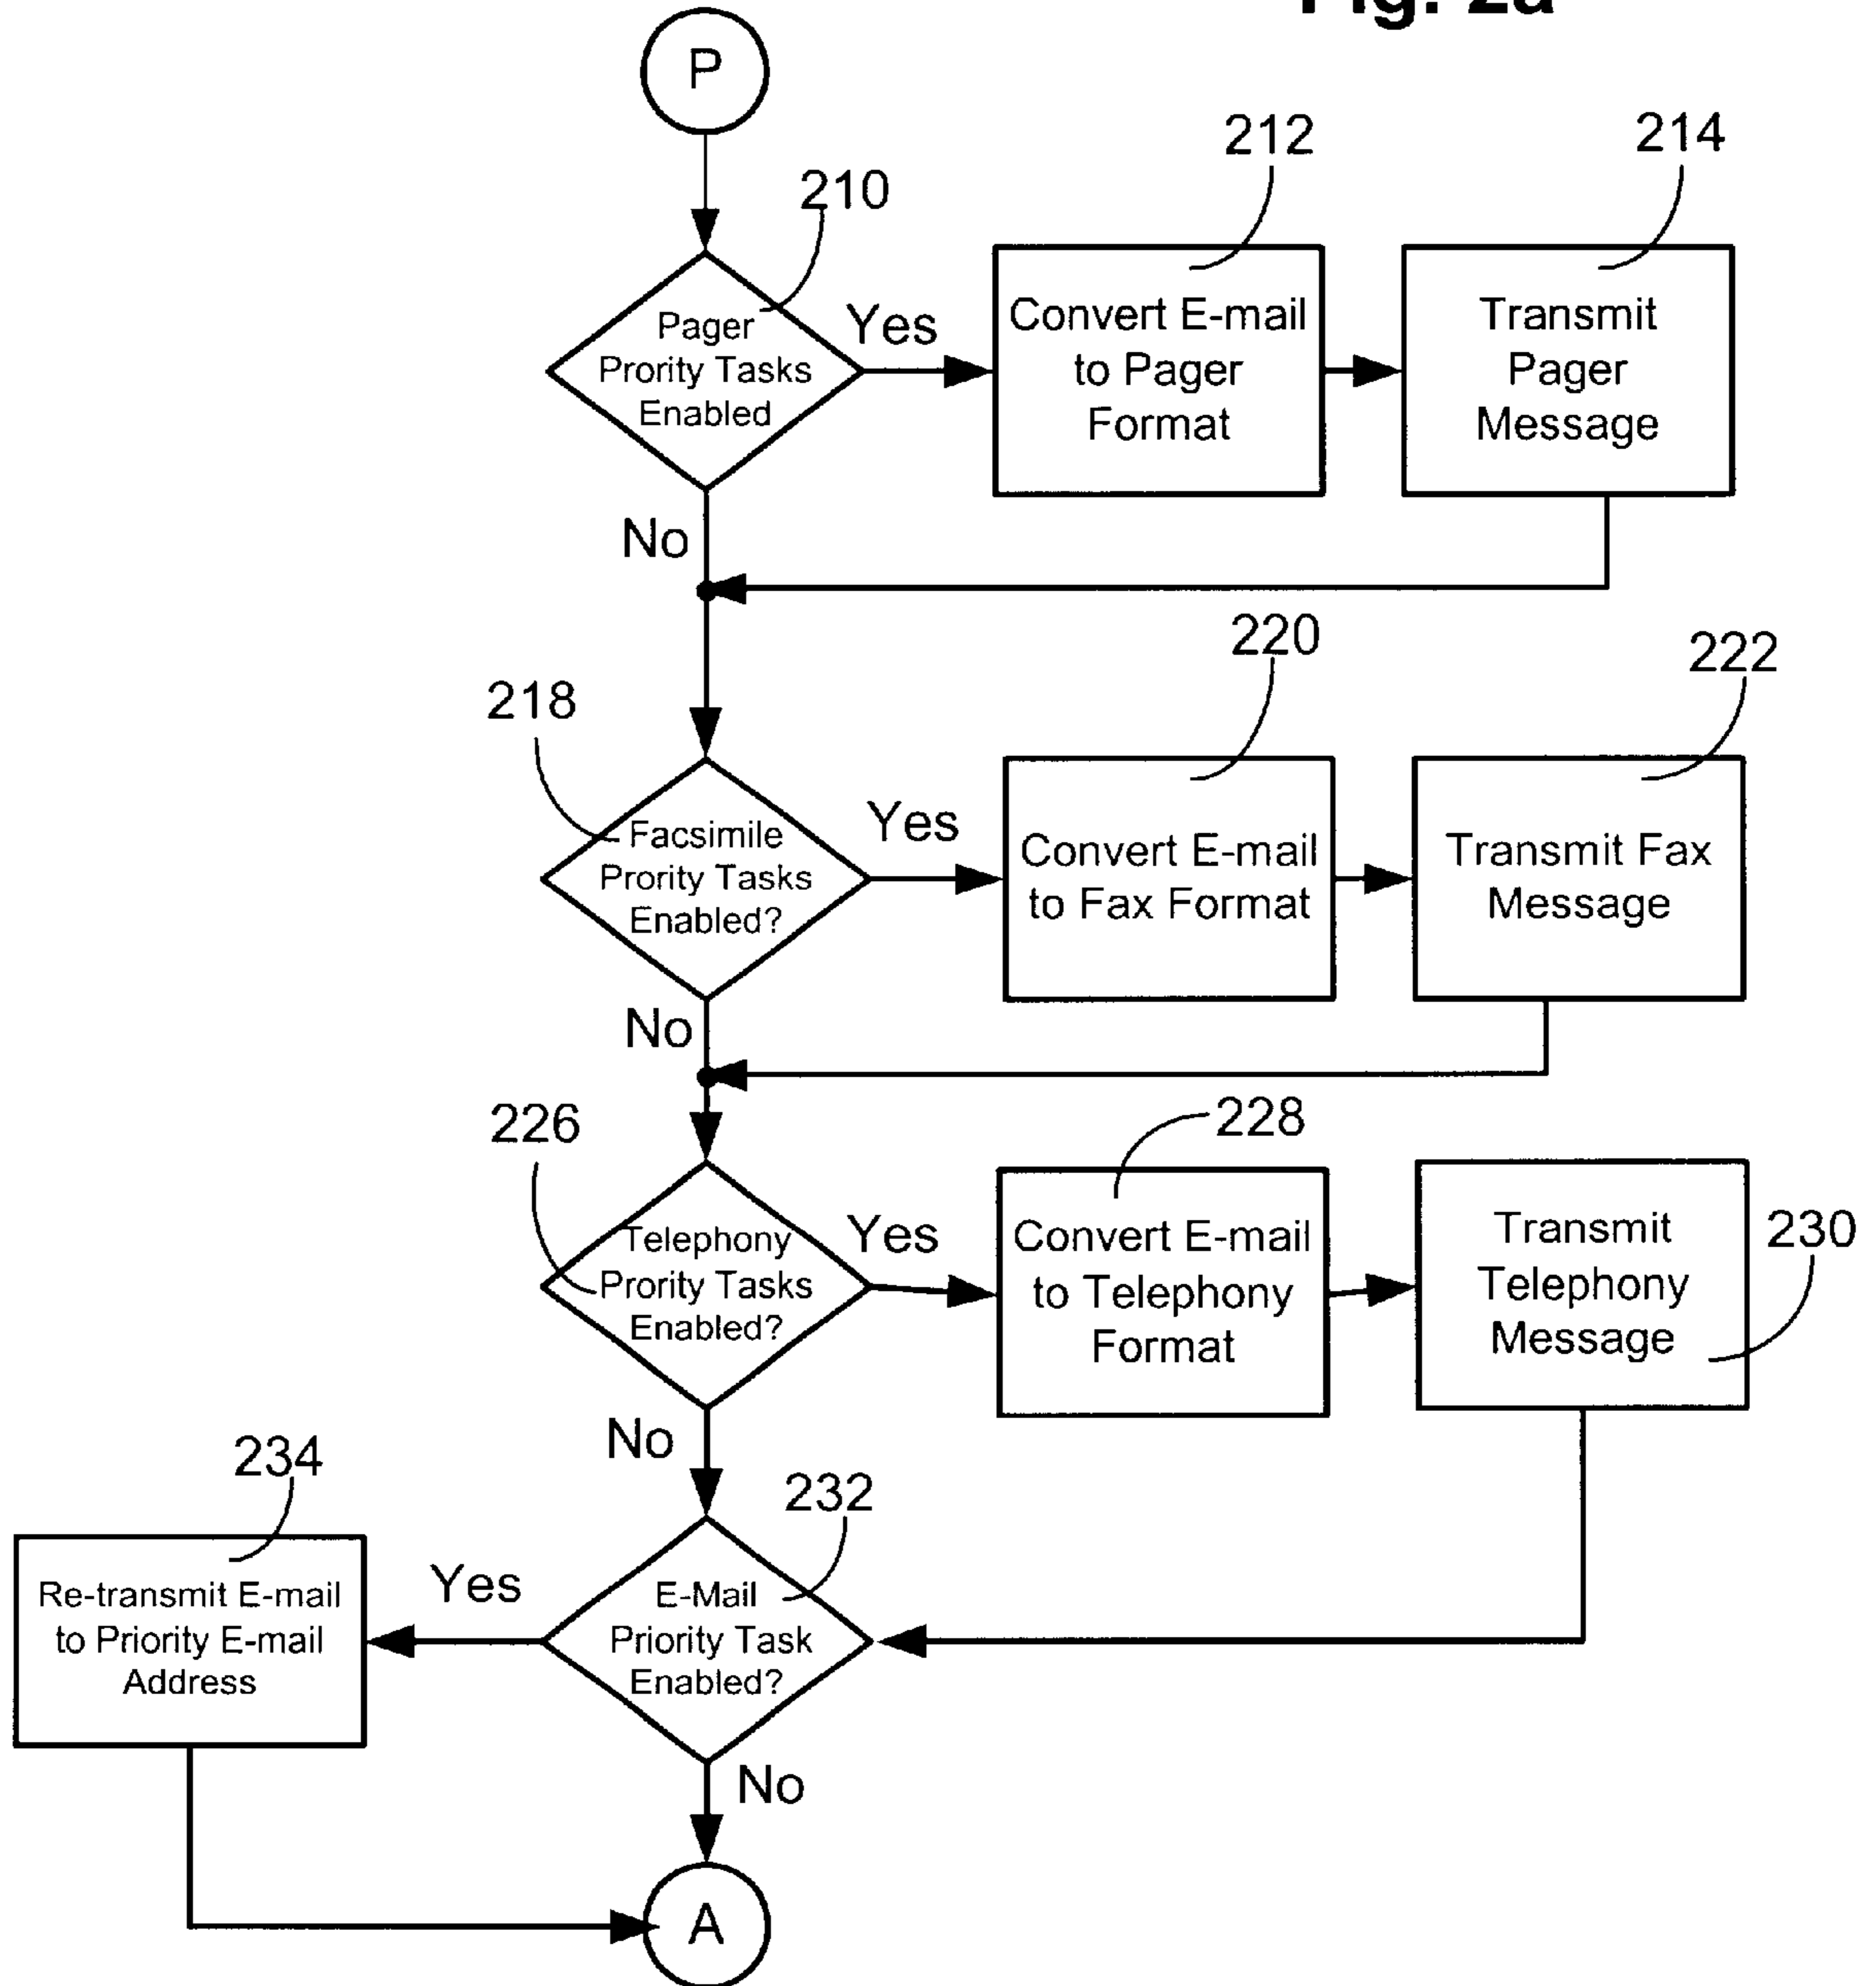 Fig. 2a
P
210
212
214
Pager
Prority Tasks
Enabled
Yes
Convert E-mail
to Pager
Format
Transmit
Pager
Message
No
218
220
222
Facsimile
Prority Tasks
Enabled?
Yes
Convert E-mail
to Fax Format
Transmit Fax
Message
No
226
228
230
Telephony
Prority Tasks
Enabled?
Yes
Convert E-mail
to Telephony
Format
Transmit
Telephony
Message
No
234
232
Re-transmit E-mail
to Priority E-mail
Address
Yes
E-Mail
Priority Task
Enabled?
No
A